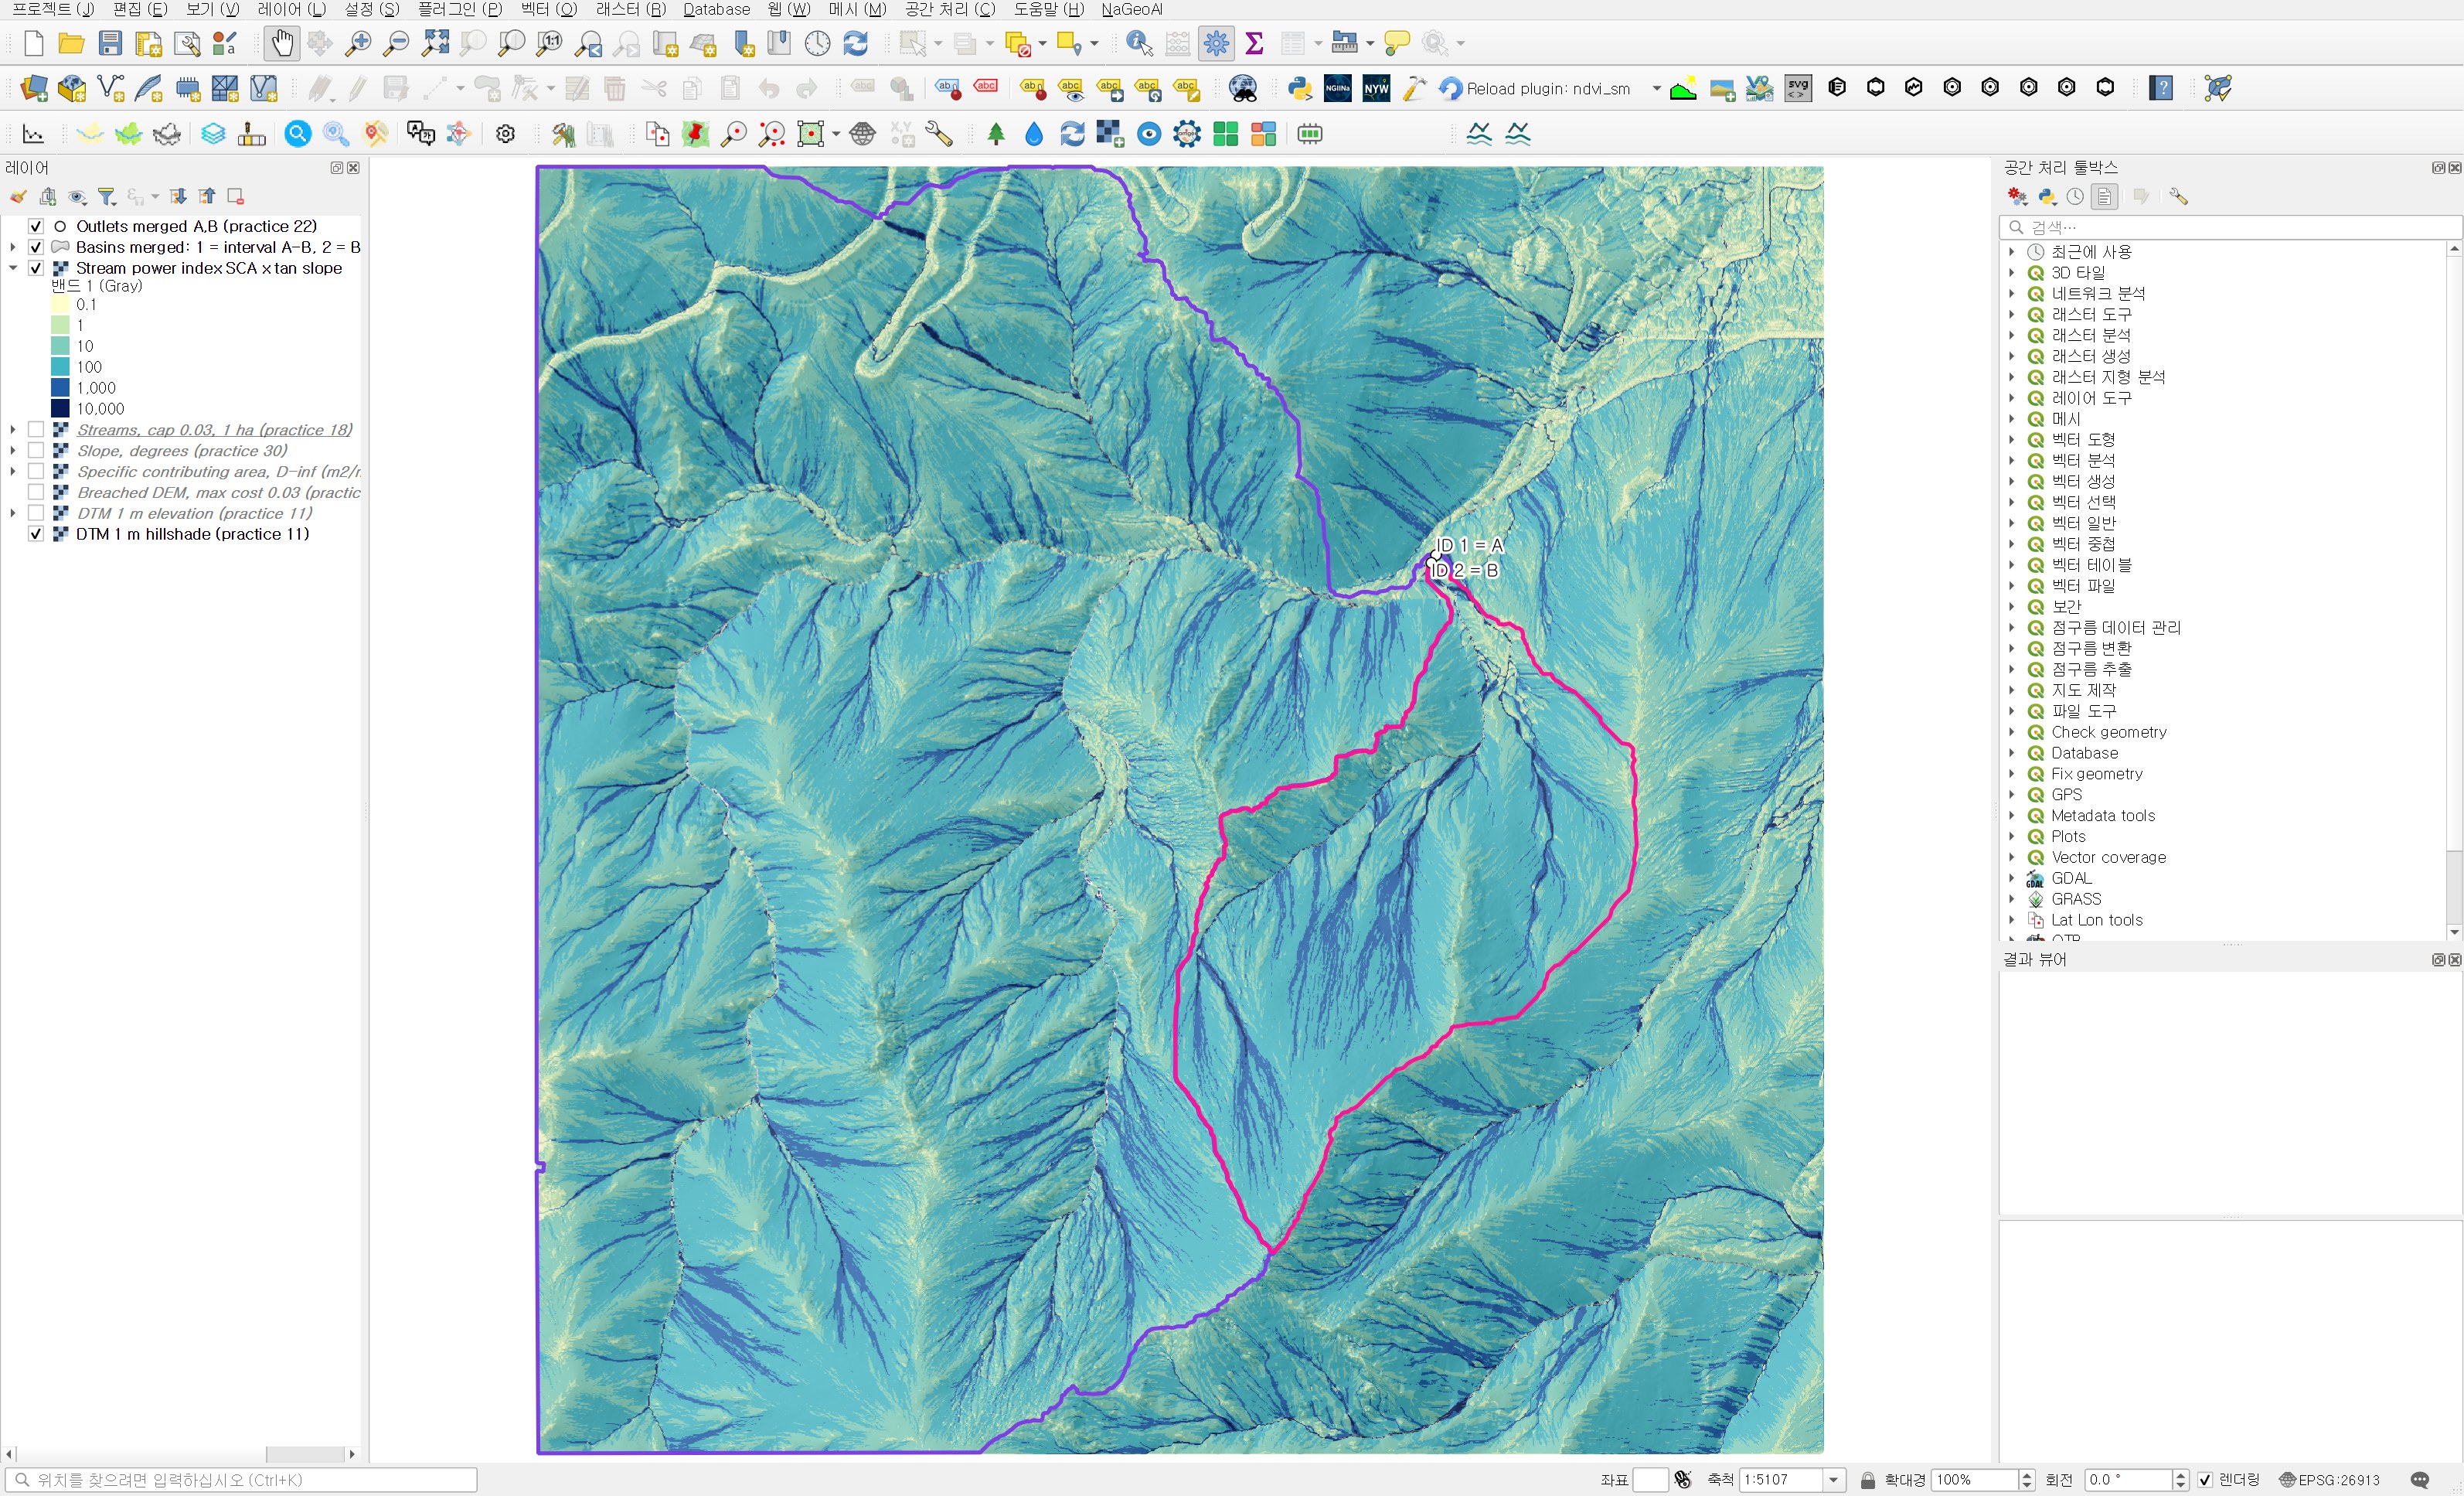 프로젝트 (J) 편집 (E) 보기 (V) 레이어 (L) 설정 (S) 플러그인 (P) 벡터 (O) 래스터 (R) Database 웹 (W) 메시 (M) 공간 처리 (C) 도움말 (H) NaGeoAI
Reload plugin: ndvi_sm
레이어
Outlets merged A,B (practice 22)
Basins merged: 1 = interval A-B, 2 = B
Stream power index SCA x tan slope
밴드 1 (Gray)
0.1
1
10
100
1,000
10,000
Streams, cap 0.03, 1 ha (practice 18)
Slope, degrees (practice 30)
Specific contributing area, D-inf (m2/
Breached DEM, max cost 0.03 (practic
DTM 1 m elevation (practice 11)
DTM 1 m hillshade (practice 11)
ID 1 = A
ID 2 = B
공간 처리 툴박스
검색…
최근에 사용
3D 타일
네트워크 분석
래스터 도구
래스터 분석
래스터 생성
래스터 지형 분석
레이어 도구
메시
벡터 도형
벡터 분석
벡터 생성
벡터 선택
벡터 일반
벡터 중첩
벡터 테이블
벡터 파일
보간
점구름 데이터 관리
점구름 변환
점구름 추출
지도 제작
파일 도구
Check geometry
Database
Fix geometry
GPS
Metadata tools
Plots
Vector coverage
GDAL
GRASS
Lat Lon tools
결과 뷰어
위치를 찾으려면 입력하십시오 (Ctrl+K)
좌표 축척 1:5107 확대경 100% 회전 0.0 ° 렌더링 EPSG:26913